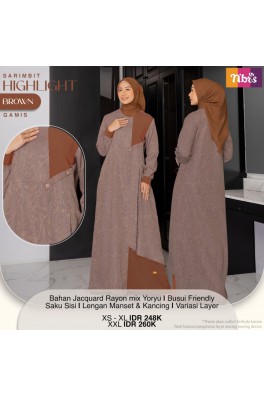 SARIMBIT
HIGHLIGHT
BROWN
GAMIS
Nibi's
Bahan Jacquard Rayon mix Yoryu I Busui Friendly
Saku Sisi I Lengan Manset & Kancing I Variasi Layer
XS - XL IDR 248K
XXL IDR 260K